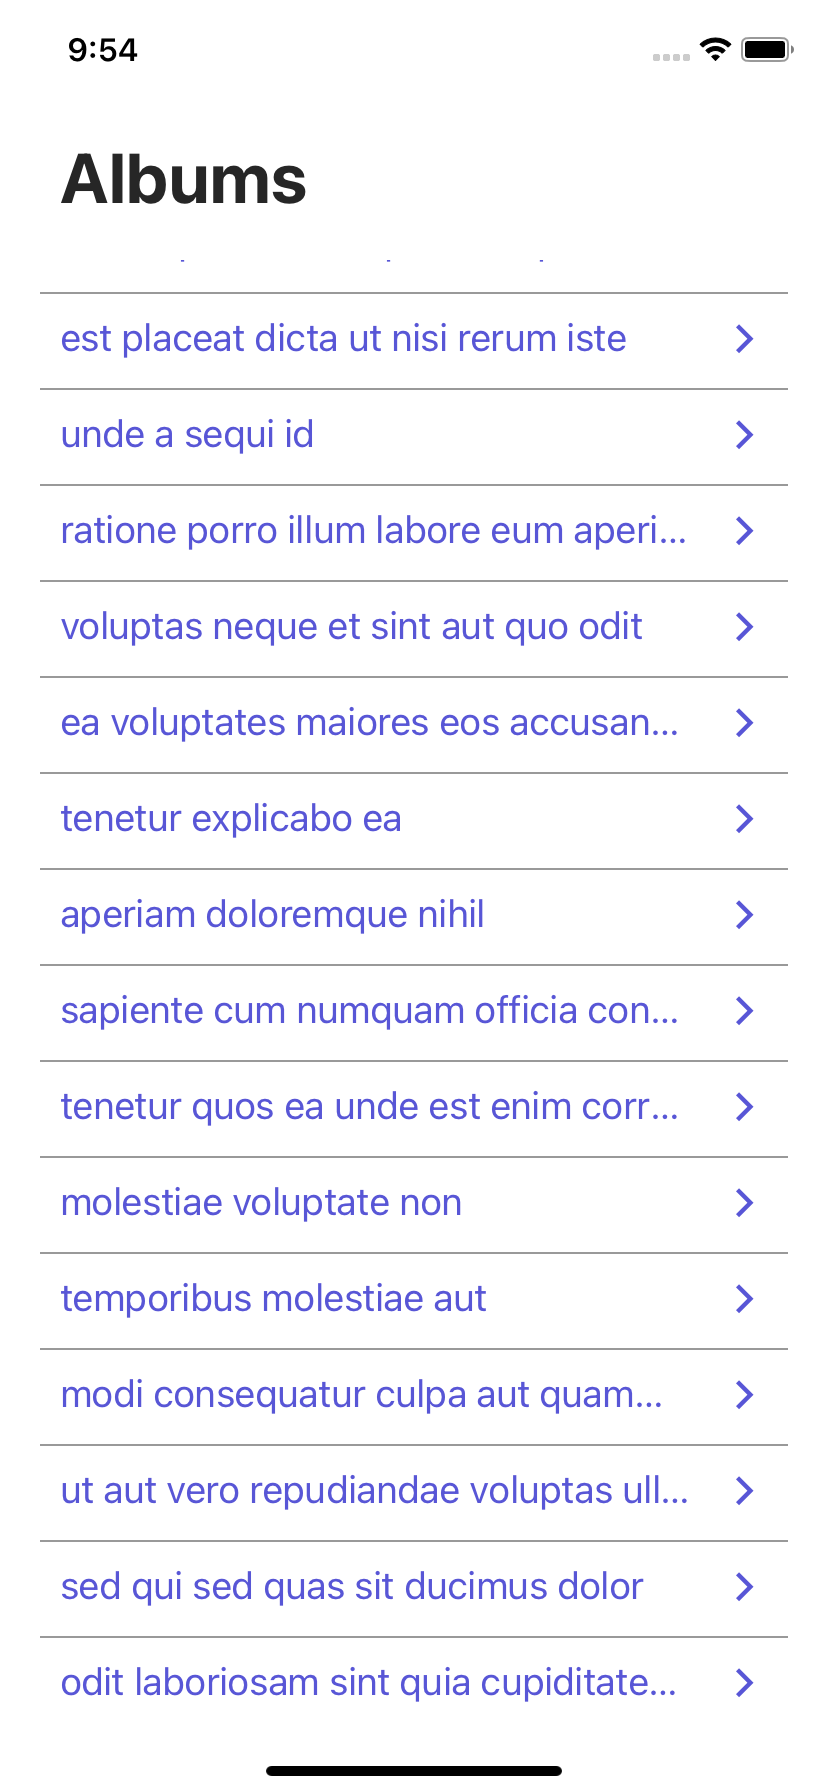 9:54
Albums
est placeat dicta ut nisi rerum iste
unde a sequi id
ratione porro illum labore eum aperi...
voluptas neque et sint aut quo odit
ea voluptates maiores eos accusan...
tenetur explicabo ea
aperiam doloremque nihil
sapiente cum numquam officia con...
tenetur quos ea unde est enim corr...
molestiae voluptate non
temporibus molestiae aut
modi consequatur culpa aut quam...
ut aut vero repudiandae voluptas ull...
sed qui sed quas sit ducimus dolor
odit laboriosam sint quia cupiditate...